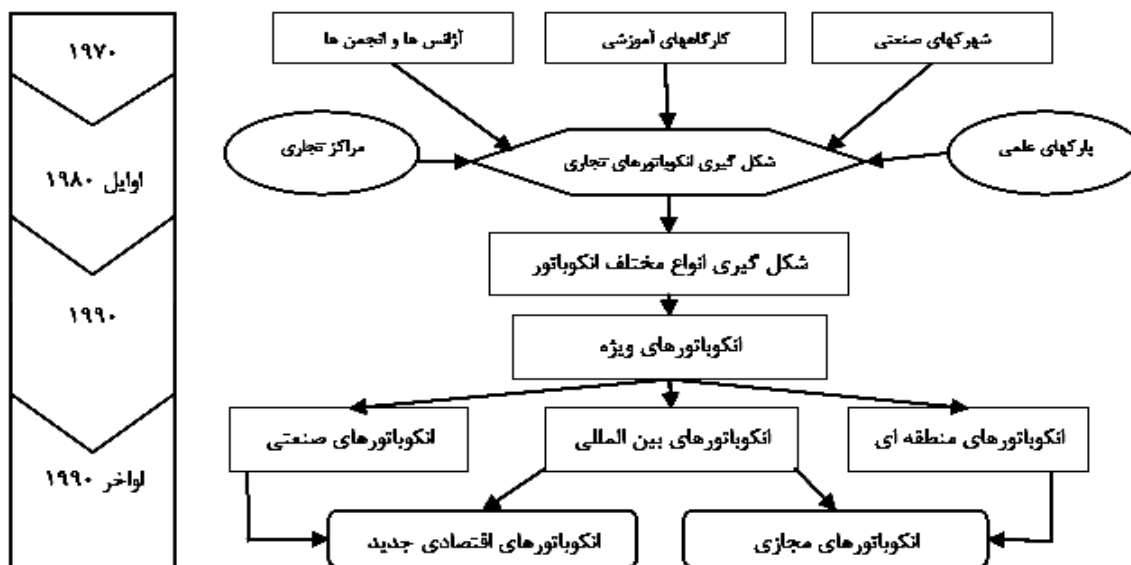 ۱۹۷۰
اوایل ۱۹۸۰
۱۹۹۰
اواخر ۱۹۹۰
شهرکهای صنعتی
کارگاههای آموزشی
آژانس ها و انجمن ها
پارکهای علمی
شکل گیری انکوباتورهای تجاری
مراکز تجاری
شکل گیری انواع مختلف انکوباتور
انکوباتورهای ویژه
انکوباتورهای منطقه ای
انکوباتورهای بین المللی
انکوباتورهای صنعتی
انکوباتورهای مجازی
انکوباتورهای اقتصادی جدید